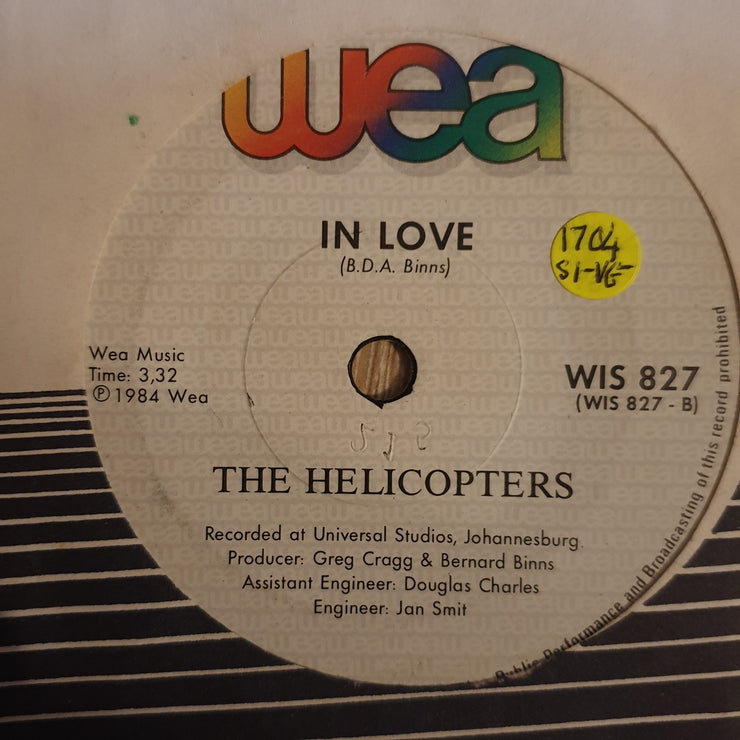 wea
IN LOVE
(B.D.A. Binns)
1704
S1-VG-
Wea Music
Time: 3,32
Ⓟ 1984 Wea
WIS 827
(WIS 827 - B)
THE HELICOPTERS
Recorded at Universal Studios, Johannesburg.
Producer: Greg Cragg & Bernard Binns
Assistant Engineer: Douglas Charles
Engineer: Jan Smit
Public Performance and Broadcasting of this record prohibited